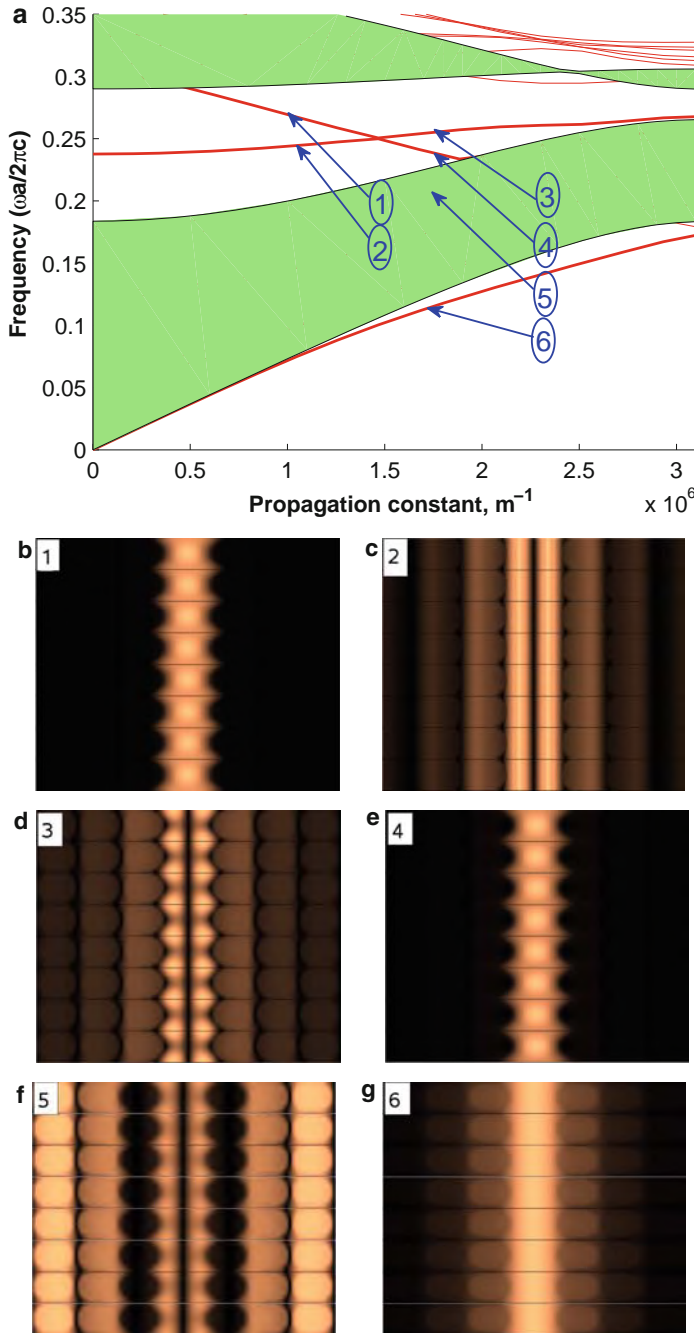 a
0.35
0.3
0.25
0.2
0.15
0.1
0.05
0
Frequency (ωa/2πc)
1
2
3
4
5
6
0 0.5 1 1.5 2 2.5 3
Propagation constant, m⁻¹ x 10⁶
b 1
c 2
d 3
e 4
f 5
g 6